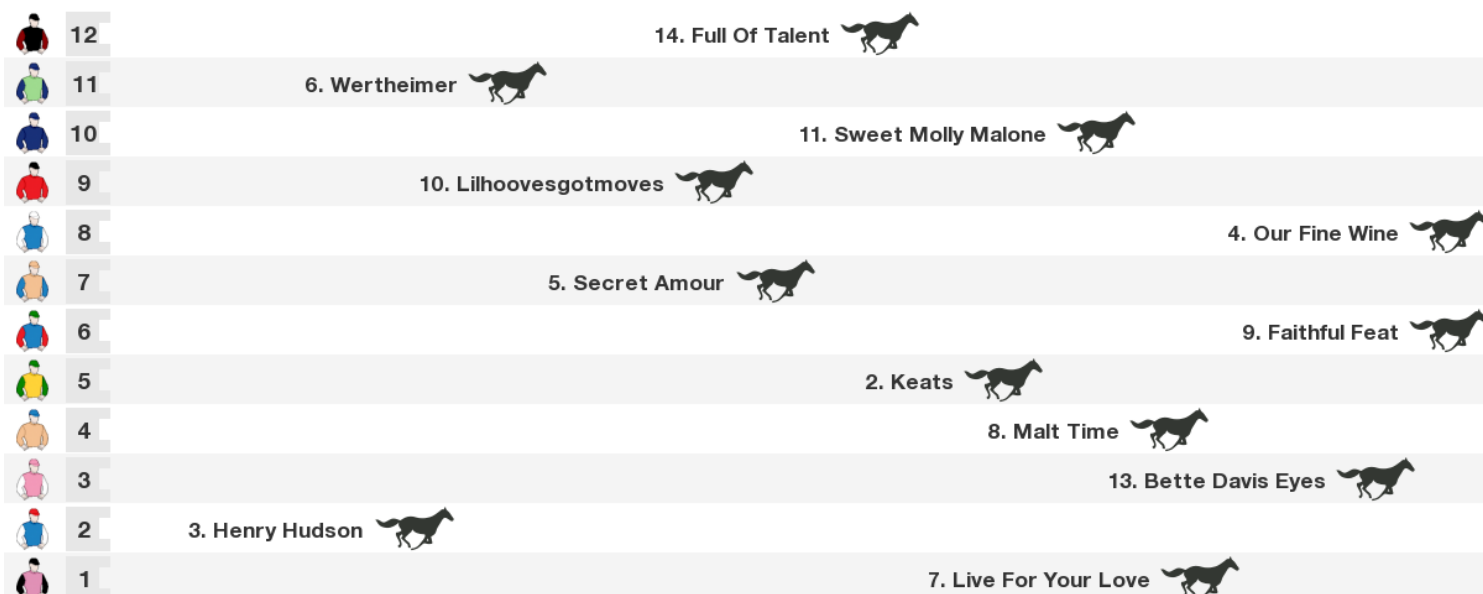 12 14. Full Of Talent
11 6. Wertheimer
10 11. Sweet Molly Malone
9 10. Lilhoovesgotmoves
8 4. Our Fine Wine
7 5. Secret Amour
6 9. Faithful Feat
5 2. Keats
4 8. Malt Time
3 13. Bette Davis Eyes
2 3. Henry Hudson
1 7. Live For Your Love